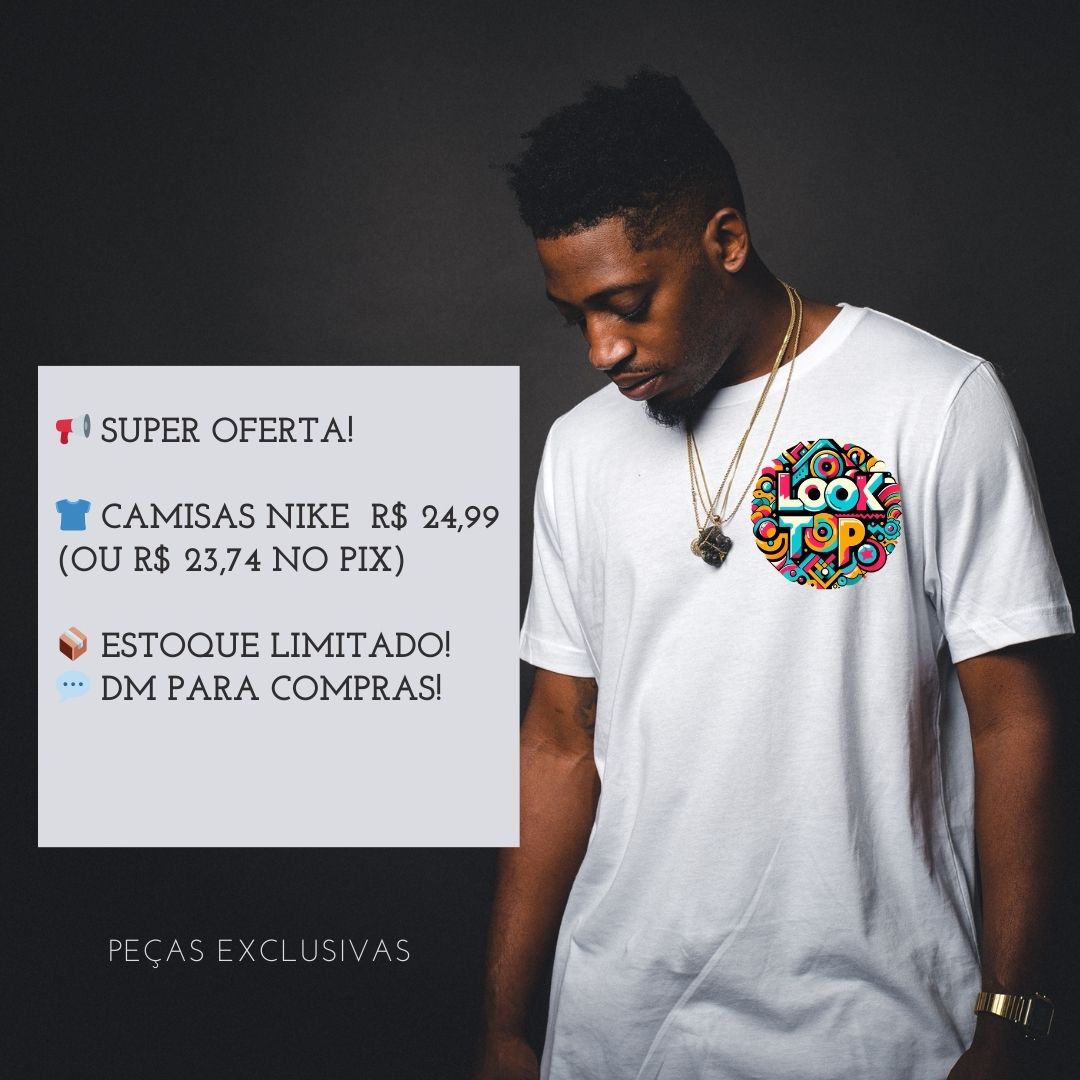 📢 SUPER OFERTA!
👕 CAMISAS NIKE R$ 24,99
(OU R$ 23,74 NO PIX)
📦 ESTOQUE LIMITADO!
💬 DM PARA COMPRAS!
LOOK
TOP
PEÇAS EXCLUSIVAS